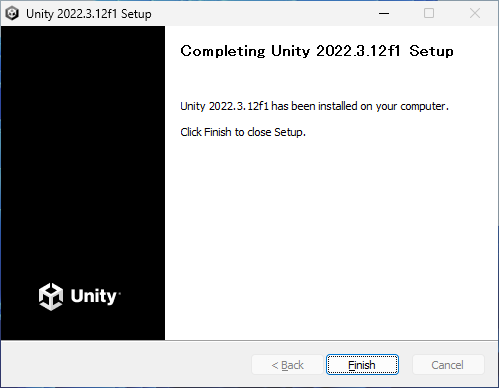 Unity 2022.3.12f1 Setup
Completing Unity 2022.3.12f1 Setup
Unity 2022.3.12f1 has been installed on your computer.
Click Finish to close Setup.
Unity
< Back
Finish
Cancel